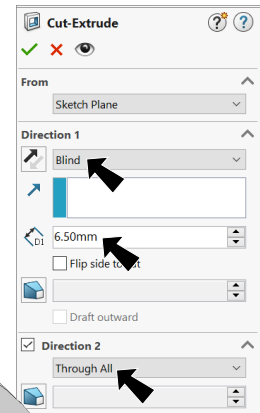 Cut-Extrude
From
Sketch Plane
Direction 1
Blind
D1
6.50mm
Flip side to cut
Draft outward
Direction 2
Through All